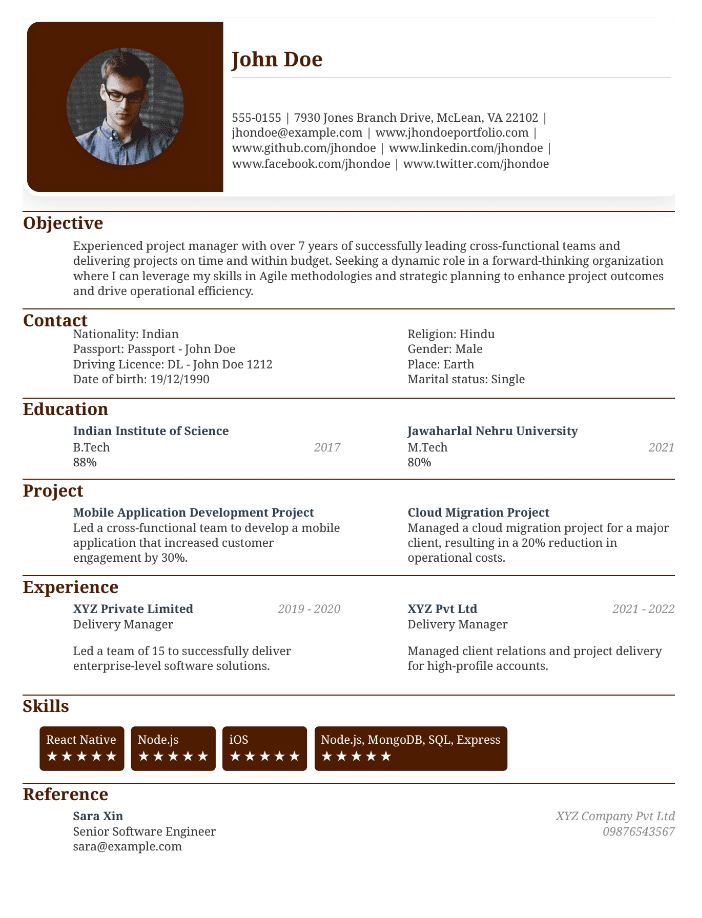 John Doe
555-0155 | 7930 Jones Branch Drive, McLean, VA 22102 |
jhondoe@example.com | www.jhondoeportfolio.com |
www.github.com/jhondoe | www.linkedin.com/jhondoe |
www.facebook.com/jhondoe | www.twitter.com/jhondoe
Objective
Experienced project manager with over 7 years of successfully leading cross-functional teams and
delivering projects on time and within budget. Seeking a dynamic role in a forward-thinking organization
where I can leverage my skills in Agile methodologies and strategic planning to enhance project outcomes
and drive operational efficiency.
Contact
Nationality: Indian
Passport: Passport - John Doe
Driving Licence: DL - John Doe 1212
Date of birth: 19/12/1990
Religion: Hindu
Gender: Male
Place: Earth
Marital status: Single
Education
Indian Institute of Science
B.Tech 2017
88%
Jawaharlal Nehru University
M.Tech 2021
80%
Project
Mobile Application Development Project
Led a cross-functional team to develop a mobile
application that increased customer
engagement by 30%.
Cloud Migration Project
Managed a cloud migration project for a major
client, resulting in a 20% reduction in
operational costs.
Experience
XYZ Private Limited 2019 - 2020
Delivery Manager
Led a team of 15 to successfully deliver
enterprise-level software solutions.
XYZ Pvt Ltd 2021 - 2022
Delivery Manager
Managed client relations and project delivery
for high-profile accounts.
Skills
React Native
★★★★★
Node.js
★★★★★
iOS
★★★★★
Node.js, MongoDB, SQL, Express
★★★★★
Reference
Sara Xin XYZ Company Pvt Ltd
Senior Software Engineer 09876543567
sara@example.com